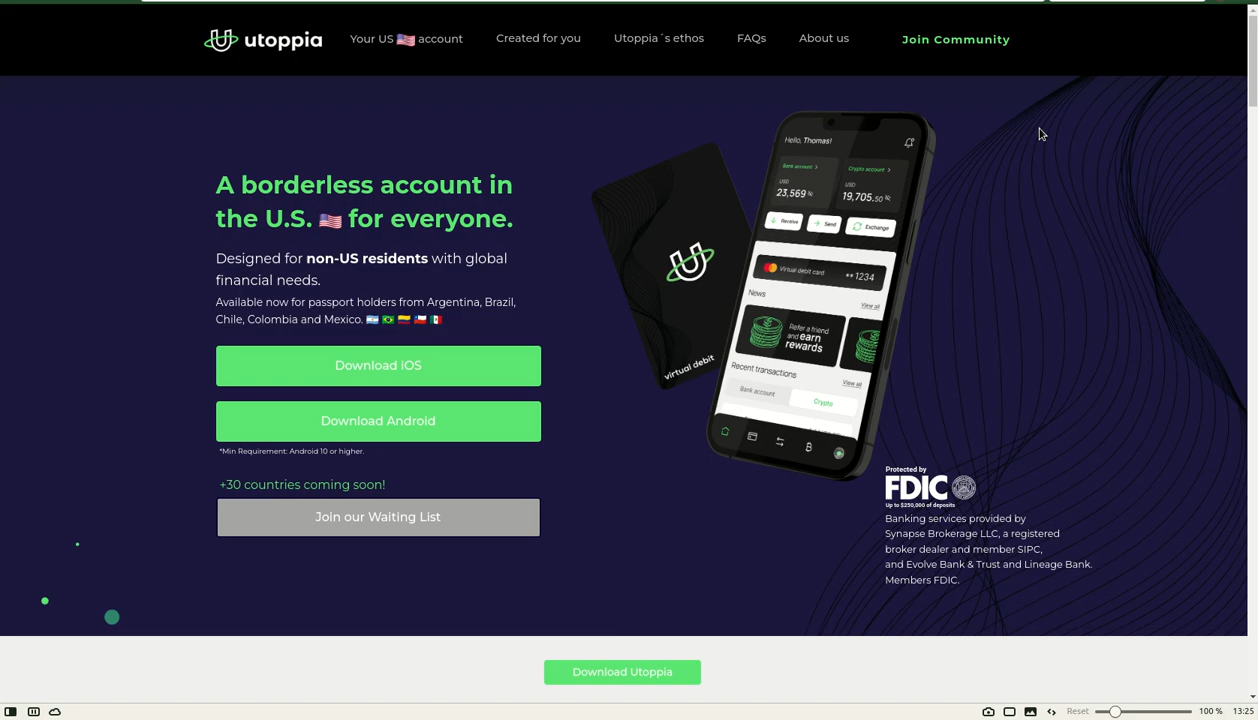 utoppia
Your US account
Created for you
Utoppia´s ethos
FAQs
About us
Join Community
A borderless account in
the U.S. for everyone.
Designed for non-US residents with global
financial needs.
Available now for passport holders from Argentina, Brazil,
Chile, Colombia and Mexico.
Download iOS
Download Android
*Min Requirement: Android 10 or higher.
+30 countries coming soon!
Join our Waiting List
virtual debit
Hello, Thomas!
Bank account >
USD
23,569
Crypto account >
USD
19,705.50
Receive
Send
Exchange
Virtual debit card
**1234
News
View all
Refer a friend
and earn
rewards
Recent transactions
View all
Bank account
Crypto
Protected by
FDIC
Up to $250,000 of deposits
Banking services provided by
Synapse Brokerage LLC, a registered
broker dealer and member SIPC,
and Evolve Bank & Trust and Lineage Bank.
Members FDIC.
Download Utoppia
Reset
100 %
13:25